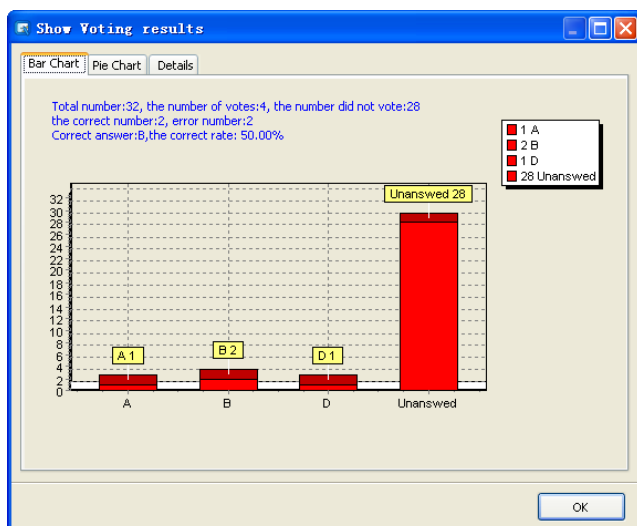 Show Voting results
Bar Chart Pie Chart Details
Total number:32, the number of votes:4, the number did not vote:28
the correct number:2, error number:2
Correct answer:B,the correct rate: 50.00%
1 A
2 B
1 D
28 Unanswed
Unanswed 28
32
30
28
26
24
22
20
18
16
14
12
10
8
6
4
2
0
A 1
B 2
D 1
A B D Unanswed
OK